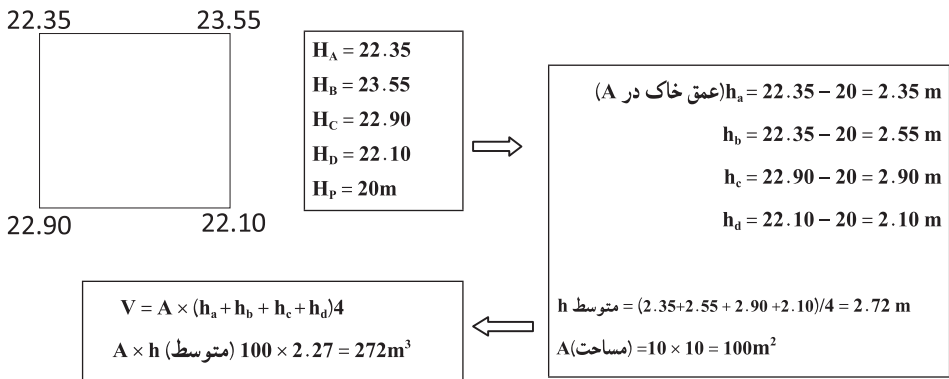 22.35 23.55
22.90 22.10
H_A = 22.35
H_B = 23.55
H_C = 22.90
H_D = 22.10
H_P = 20m
(عمق خاک در A) h_a = 22.35 – 20 = 2.35 m
h_b = 22.35 – 20 = 2.55 m
h_c = 22.90 – 20 = 2.90 m
h_d = 22.10 – 20 = 2.10 m
h متوسط = (2.35+2.55 + 2.90 +2.10)/4 = 2.72 m
A(مساحت) =10 × 10 = 100m²
V = A × (h_a + h_b + h_c + h_d)4
A × h (متوسط) 100 × 2.27 = 272m³